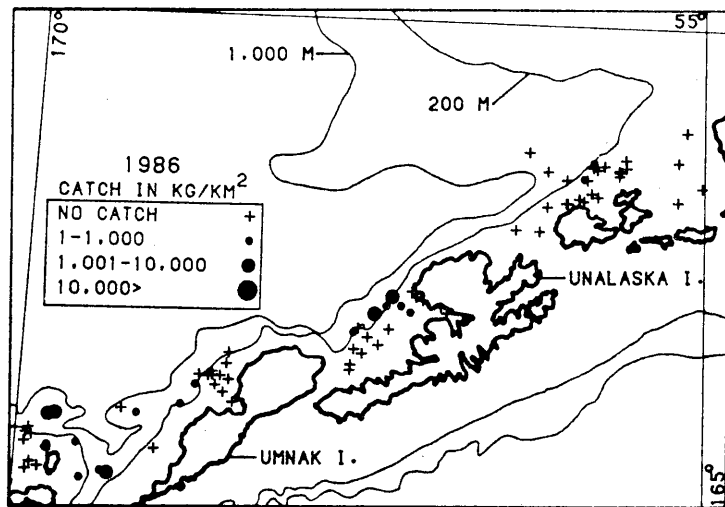 170°
55°
1.000 M
200 M
1986
CATCH IN KG/KM²
NO CATCH +
1-1.000
1.001-10.000
10.000>
UNALASKA I.
UMNAK I.
165°